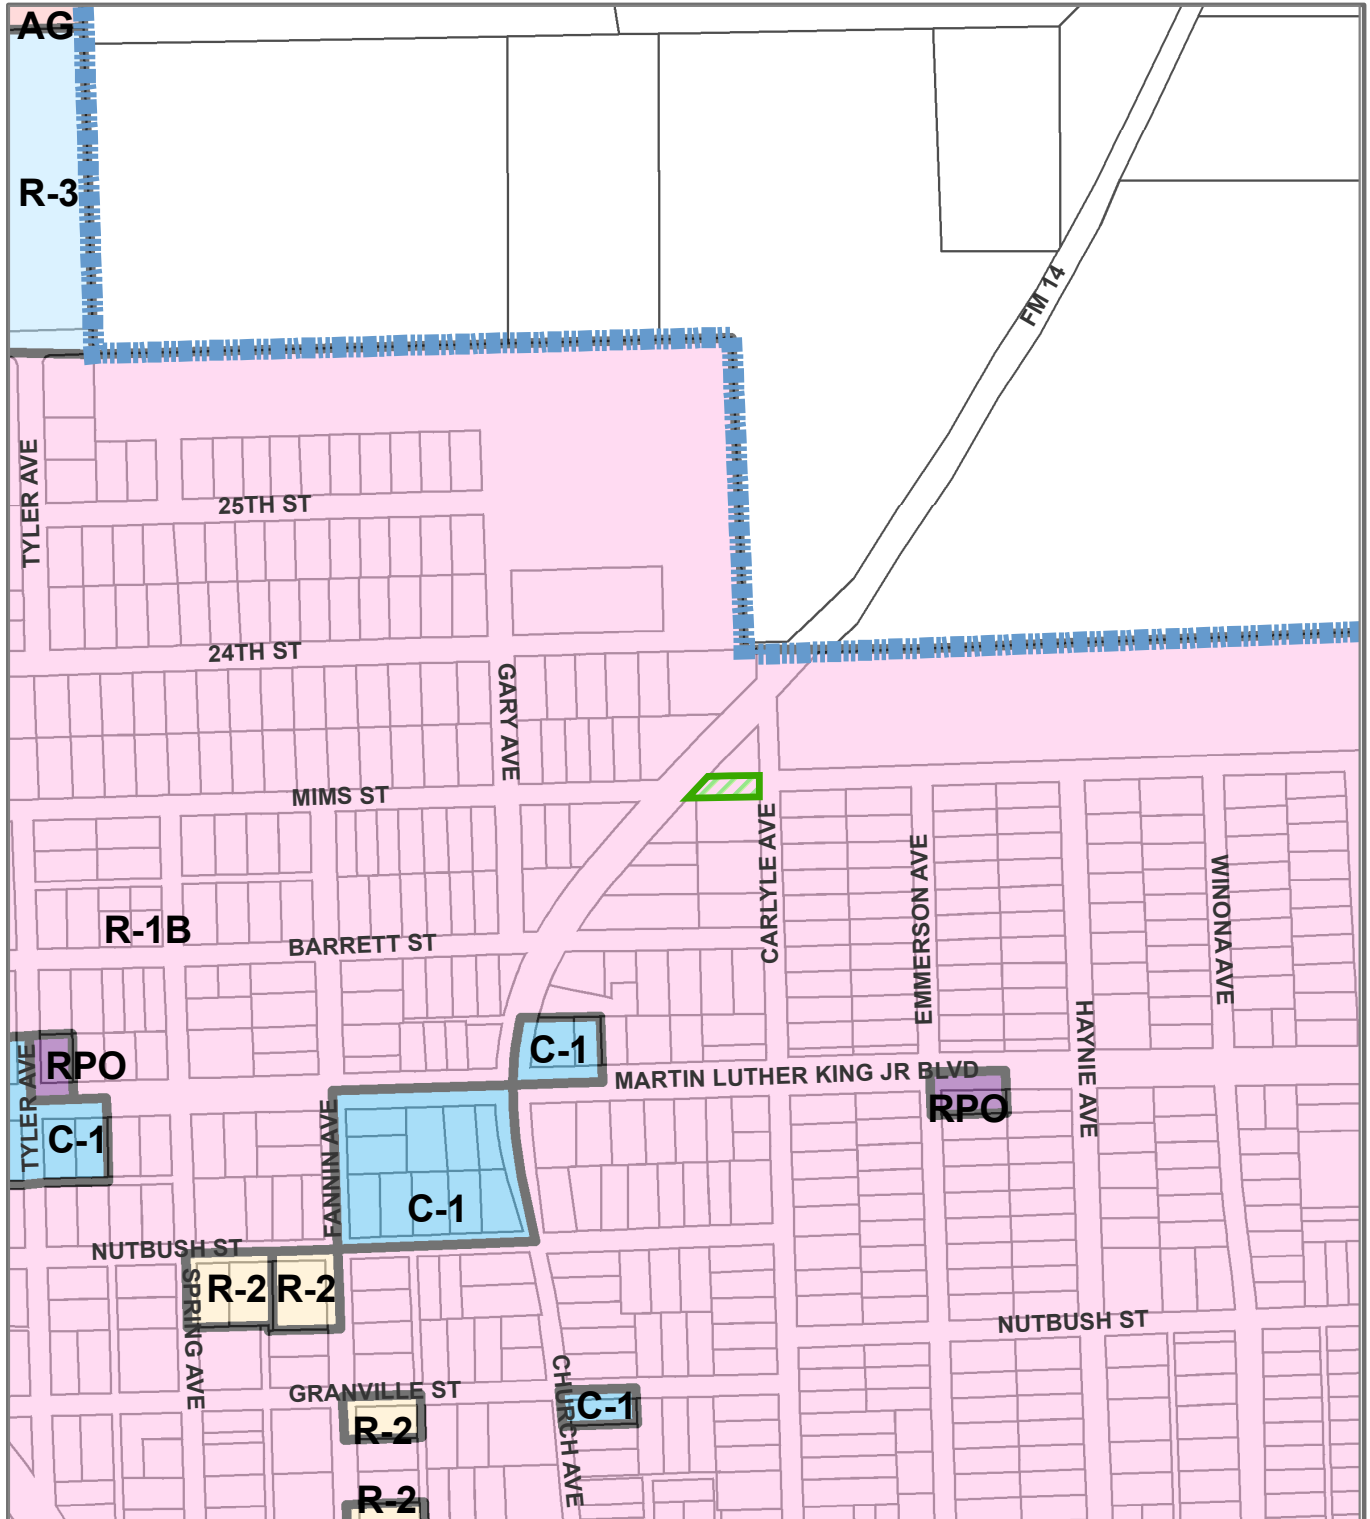 AG
R-3
FM 14
TYLER AVE
25TH ST
24TH ST
GARY AVE
MIMS ST
CARLYLE AVE
EMMERSON AVE
WINONA AVE
R-1B
BARRETT ST
HAYNIE AVE
C-1
RPO
TYLER AVE
MARTIN LUTHER KING JR BLVD
RPO
FANNIN AVE
C-1
C-1
NUTBUSH ST
R-2
R-2
SPRING AVE
NUTBUSH ST
GRANVILLE ST
CHURCH AVE
C-1
R-2
R-2